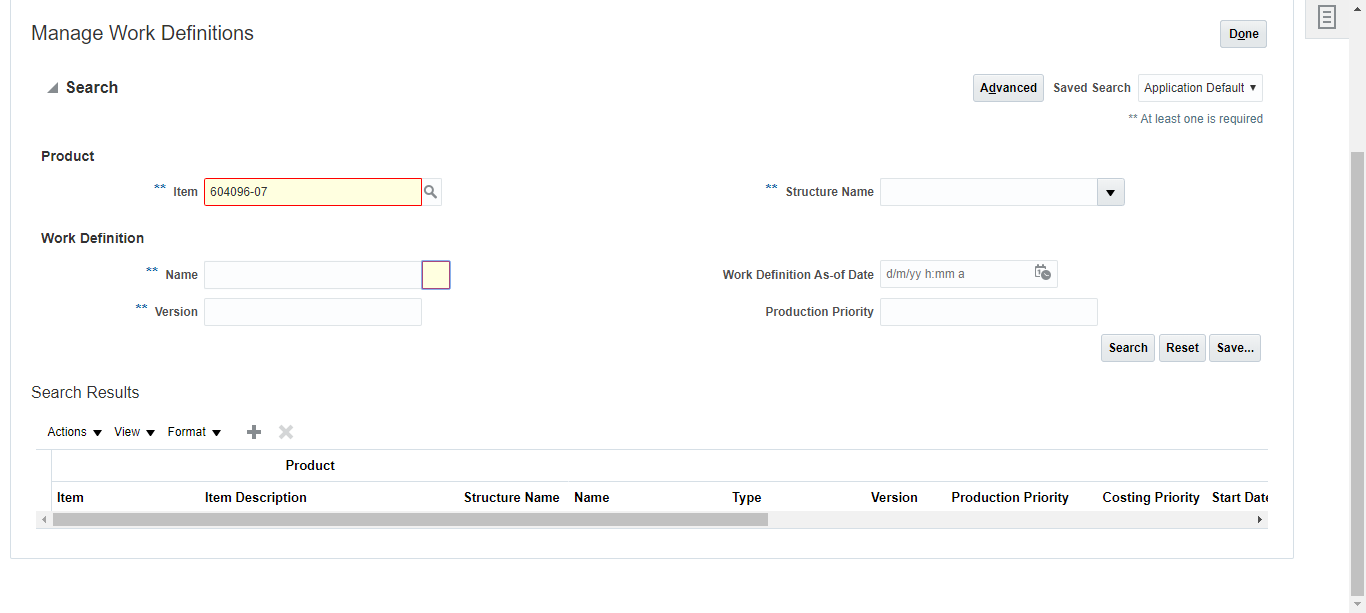 Manage Work Definitions
Done
Search
Advanced
Saved Search
Application Default
** At least one is required
Product
** Item 604096-07
** Structure Name
Work Definition
** Name
Work Definition As-of Date d/m/yy h:mm a
** Version
Production Priority
Search Reset Save...
Search Results
Actions View Format
Product
Item Item Description Structure Name Name Type Version Production Priority Costing Priority Start Date